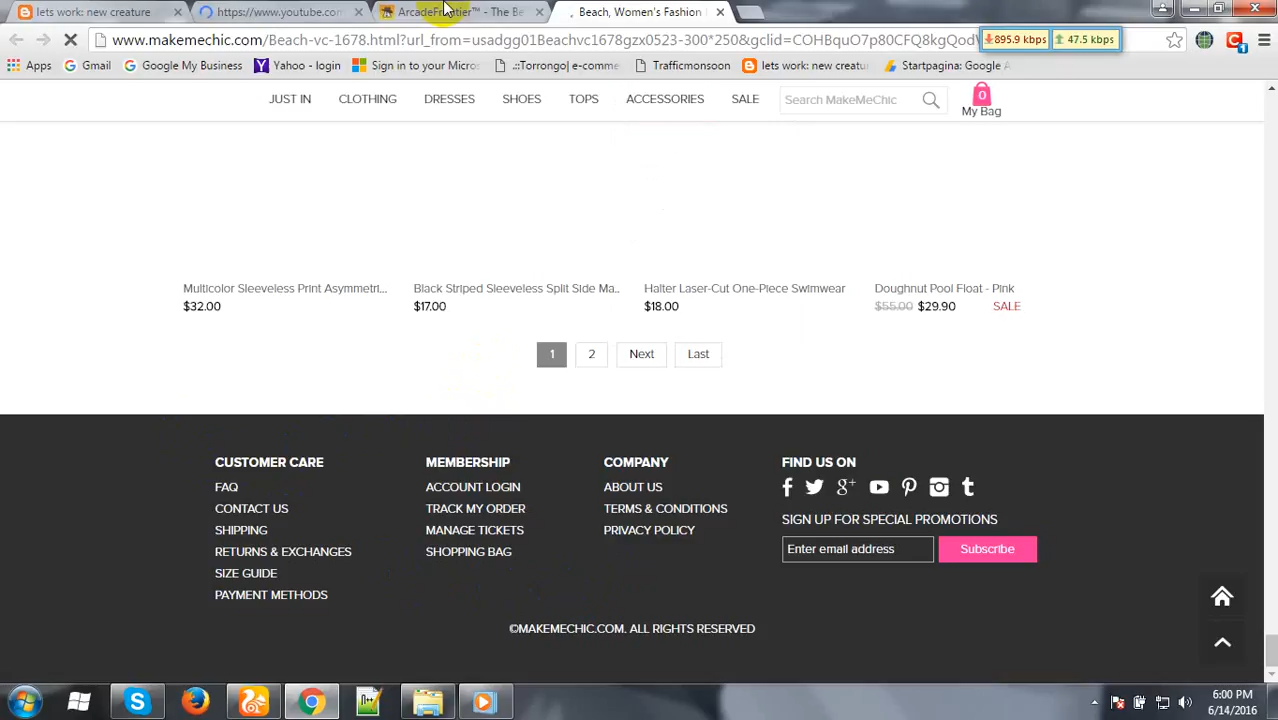 lets work: new creature
https://www.youtube.com
ArcadeFrontier™ - The Be
Beach, Women's Fashion
www.makemechic.com/Beach-vc-1678.html?url_from=usadgg01Beachvc1678gzx0523-300*250&gclid=COHBquO7p80CFQ8kgQod
895.9 kbps 47.5 kbps
Apps Gmail Google My Business Yahoo - login Sign in to your Micros .::Torrongo| e-comme Trafficmonsoon lets work: new creatu Startpagina: Google A
JUST IN CLOTHING DRESSES SHOES TOPS ACCESSORIES SALE Search MakeMeChic 0
My Bag
Multicolor Sleeveless Print Asymmetri... Black Striped Sleeveless Split Side Ma.. Halter Laser-Cut One-Piece Swimwear Doughnut Pool Float - Pink
$32.00 $17.00 $18.00 $55.00 $29.90 SALE
1 2 Next Last
CUSTOMER CARE
FAQ
CONTACT US
SHIPPING
RETURNS & EXCHANGES
SIZE GUIDE
PAYMENT METHODS
MEMBERSHIP
ACCOUNT LOGIN
TRACK MY ORDER
MANAGE TICKETS
SHOPPING BAG
COMPANY
ABOUT US
TERMS & CONDITIONS
PRIVACY POLICY
FIND US ON
SIGN UP FOR SPECIAL PROMOTIONS
Enter email address Subscribe
©MAKEMECHIC.COM. ALL RIGHTS RESERVED
6:00 PM
6/14/2016